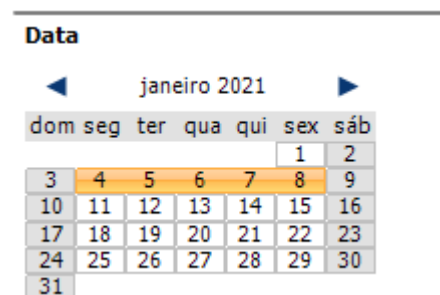 Data
janeiro 2021
dom seg ter qua qui sex sáb
1 2
3 4 5 6 7 8 9
10 11 12 13 14 15 16
17 18 19 20 21 22 23
24 25 26 27 28 29 30
31